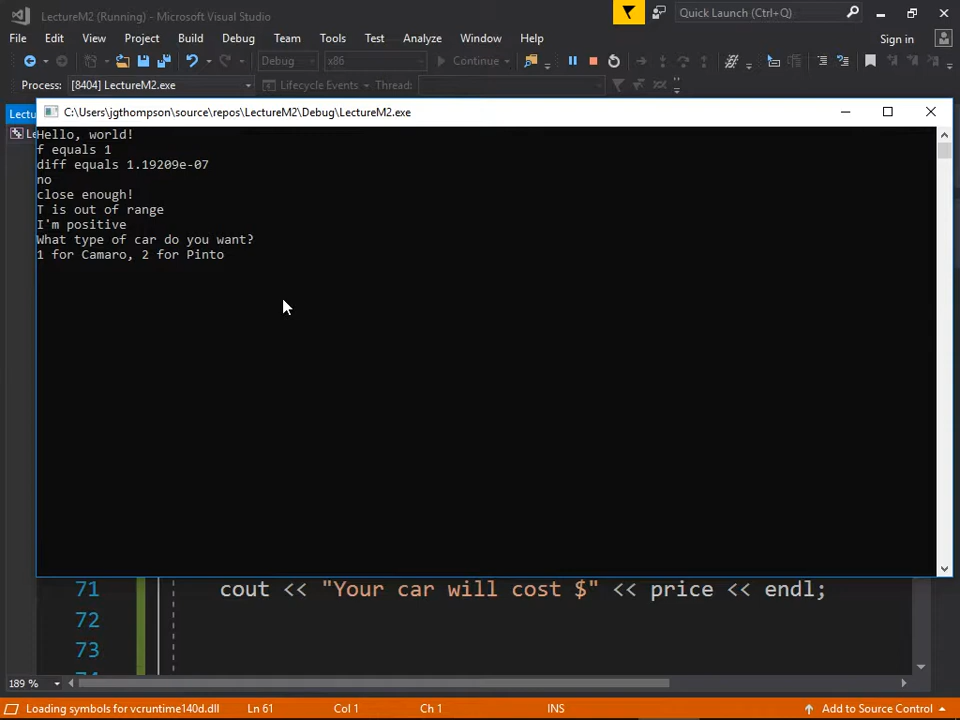 LectureM2 (Running) - Microsoft Visual Studio
Quick Launch (Ctrl+Q)
File Edit View Project Build Debug Team Tools Test Analyze Window Help
Sign in
Debug x86 Continue
Process: [8404] LectureM2.exe Lifecycle Events Thread:
Lectu
Le
C:\Users\jgthompson\source\repos\LectureM2\Debug\LectureM2.exe
Hello, world!
f equals 1
diff equals 1.19209e-07
no
close enough!
T is out of range
I'm positive
What type of car do you want?
1 for Camaro, 2 for Pinto
71 cout << "Your car will cost $" << price << endl;
72
73
189 %
Loading symbols for vcruntime140d.dll Ln 61 Col 1 Ch 1 INS Add to Source Control